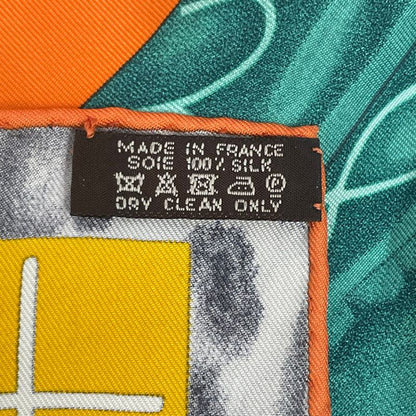 MADE IN FRANCE
SOIE 100% SILK
DRY CLEAN ONLY